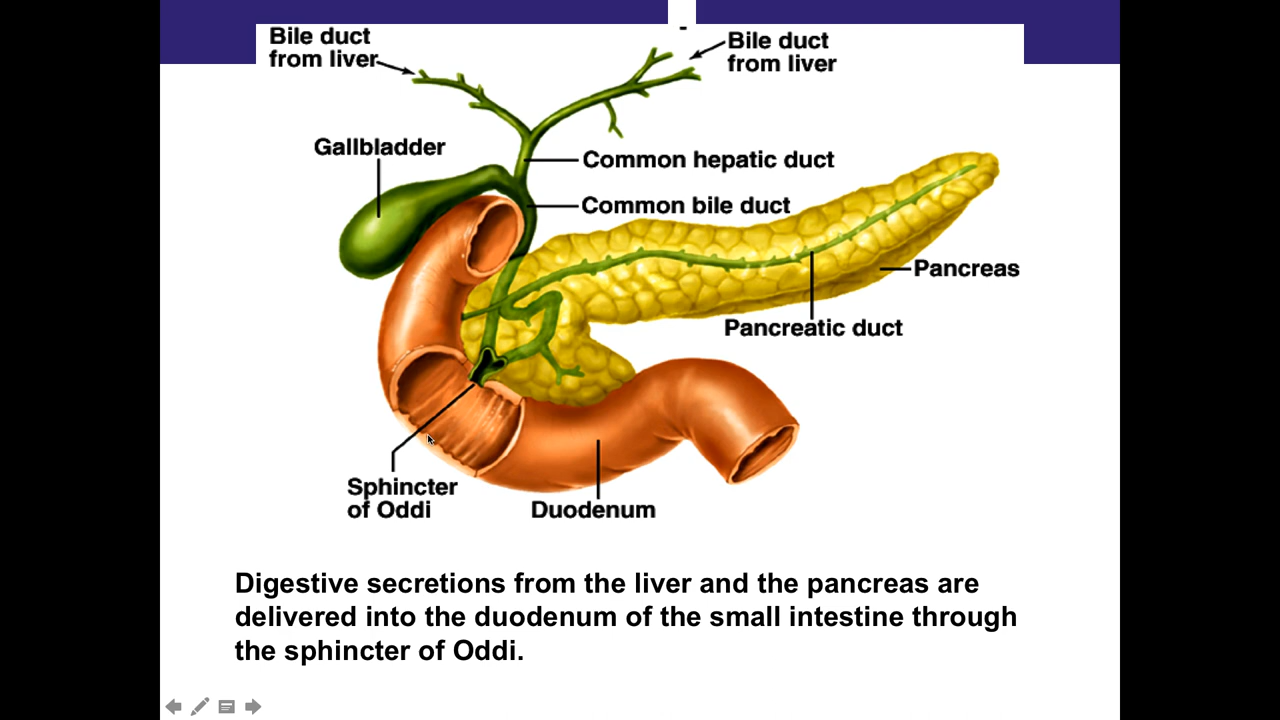 Bile duct
from liver
Bile duct
from liver
Gallbladder
Common hepatic duct
Common bile duct
Pancreas
Pancreatic duct
Sphincter
of Oddi
Duodenum
Digestive secretions from the liver and the pancreas are
delivered into the duodenum of the small intestine through
the sphincter of Oddi.